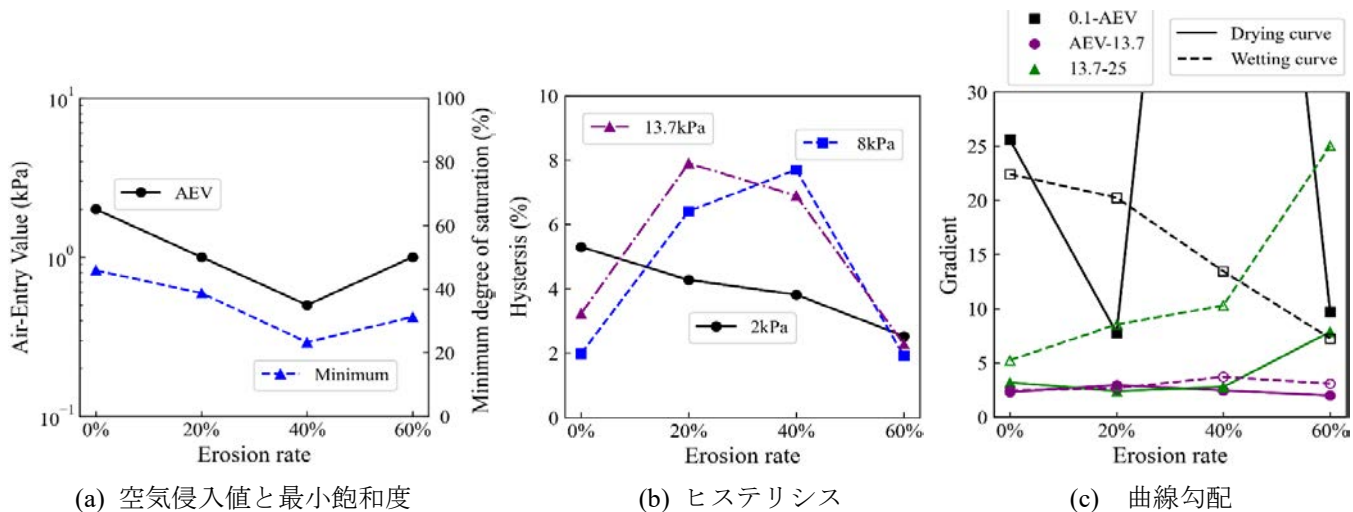 10¹
10⁰
10⁻¹
Air-Entry Value (kPa)
AEV
Minimum
100
80
60
40
20
0
Minimum degree of saturation (%)
0% 20% 40% 60%
Erosion rate
(a) 空気侵入値と最小飽和度
10
8
6
4
2
0
Hystersis (%)
13.7kPa
8kPa
2kPa
0% 20% 40% 60%
Erosion rate
(b) ヒステリシス
0.1-AEV
AEV-13.7
13.7-25
Drying curve
Wetting curve
30
25
20
15
10
5
0
Gradient
0% 20% 40% 60%
Erosion rate
(c) 曲線勾配